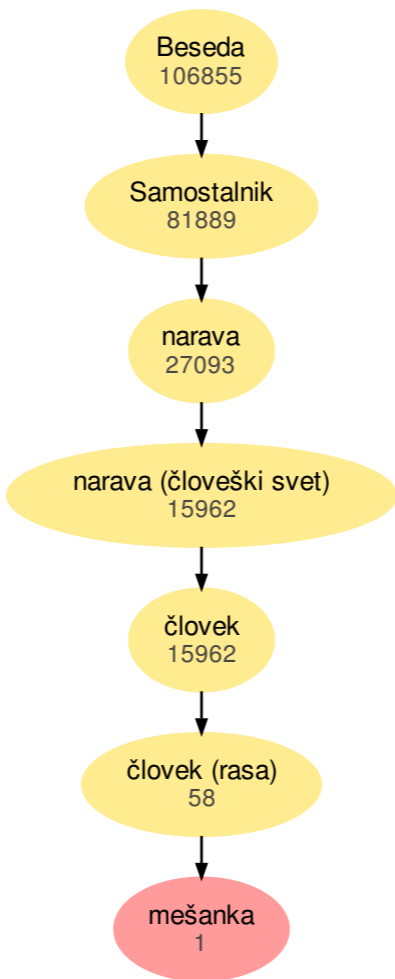 Beseda
106855
Samostalnik
81889
narava
27093
narava (človeški svet)
15962
človek
15962
človek (rasa)
58
mešanka
1